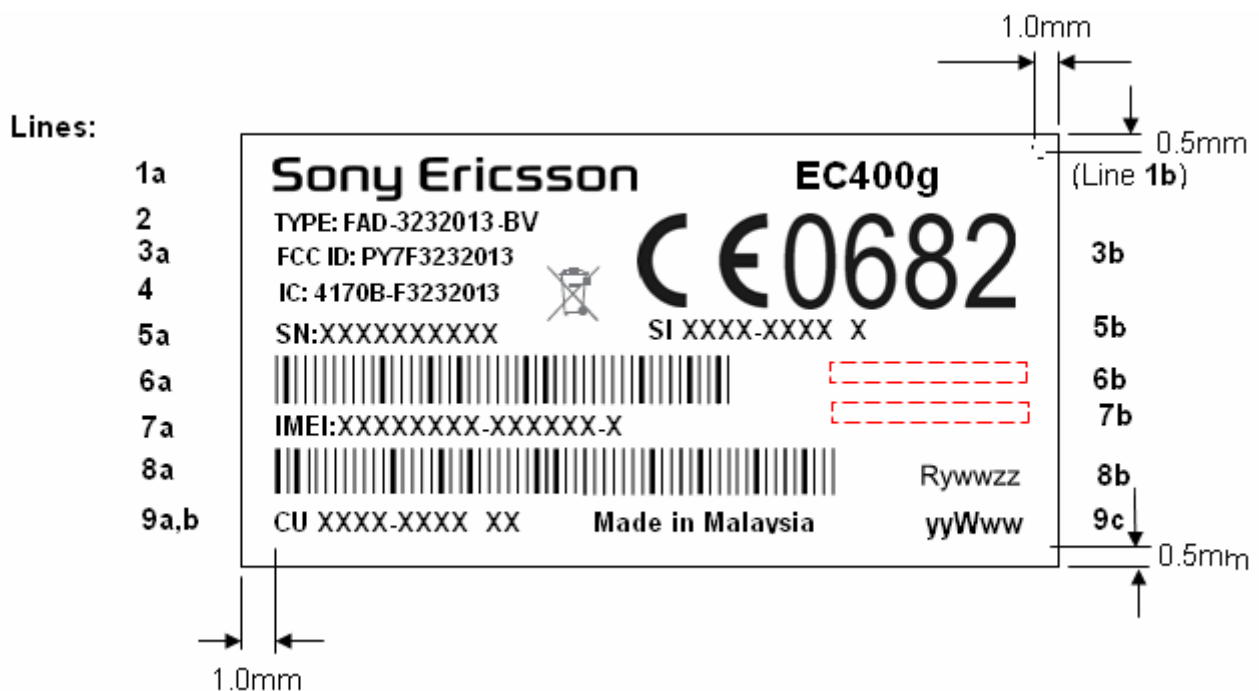 1.0mm
Lines:
0.5mm
1a Sony Ericsson EC400g (Line 1b)
2 TYPE: FAD-3232013-BV
3a FCC ID: PY7F3232013 CE0682 3b
4 IC: 4170B-F3232013
5a SN:XXXXXXXXXX SI XXXX-XXXX X 5b
6a 6b
7a IMEI:XXXXXXXX-XXXXXX-X 7b
8a Rywwzz 8b
9a,b CU XXXX-XXXX XX Made in Malaysia yyWww 9c
0.5mm
1.0mm